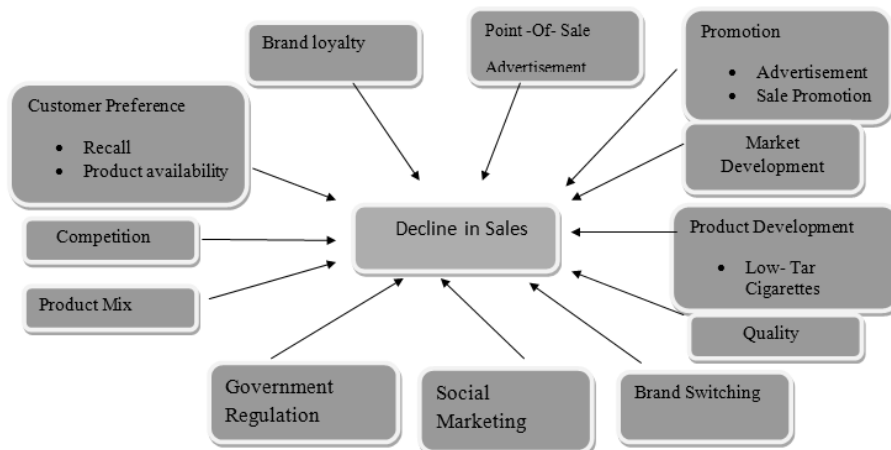 Brand loyalty
Point -Of- Sale
Advertisement
Promotion
• Advertisement
• Sale Promotion
Customer Preference
• Recall
• Product availability
Market
Development
Decline in Sales
Competition
Product Development
• Low- Tar
Cigarettes
Product Mix
Quality
Government
Regulation
Social
Marketing
Brand Switching